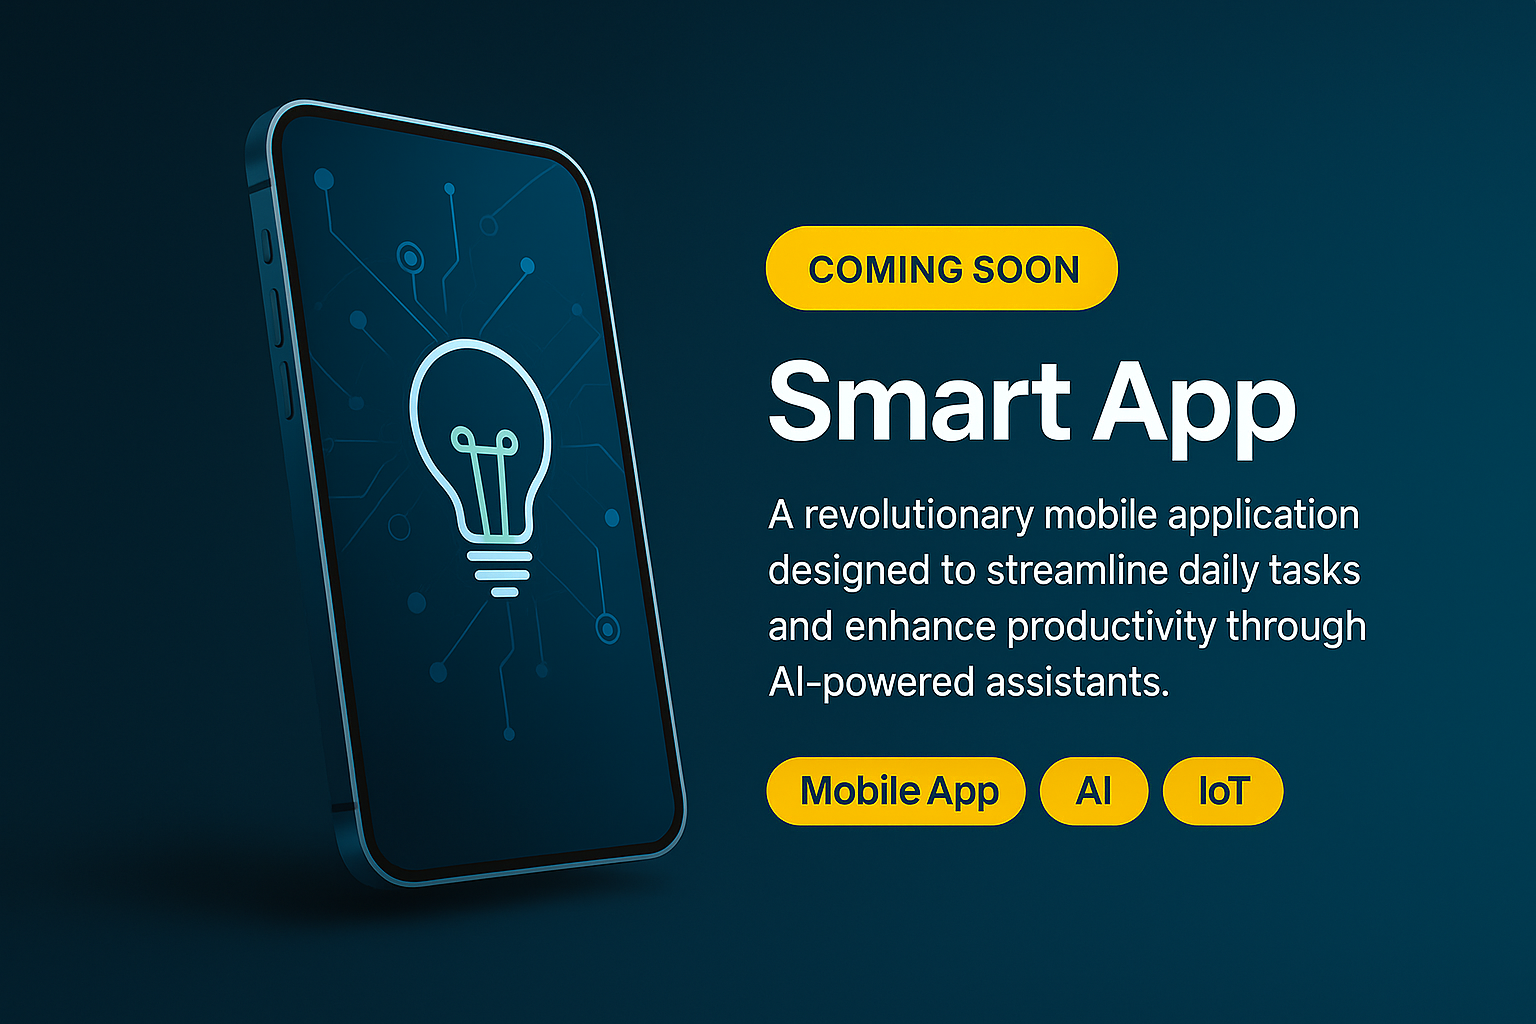 COMING SOON
Smart App
A revolutionary mobile application
designed to streamline daily tasks
and enhance productivity through
AI-powered assistants.
Mobile App AI IoT